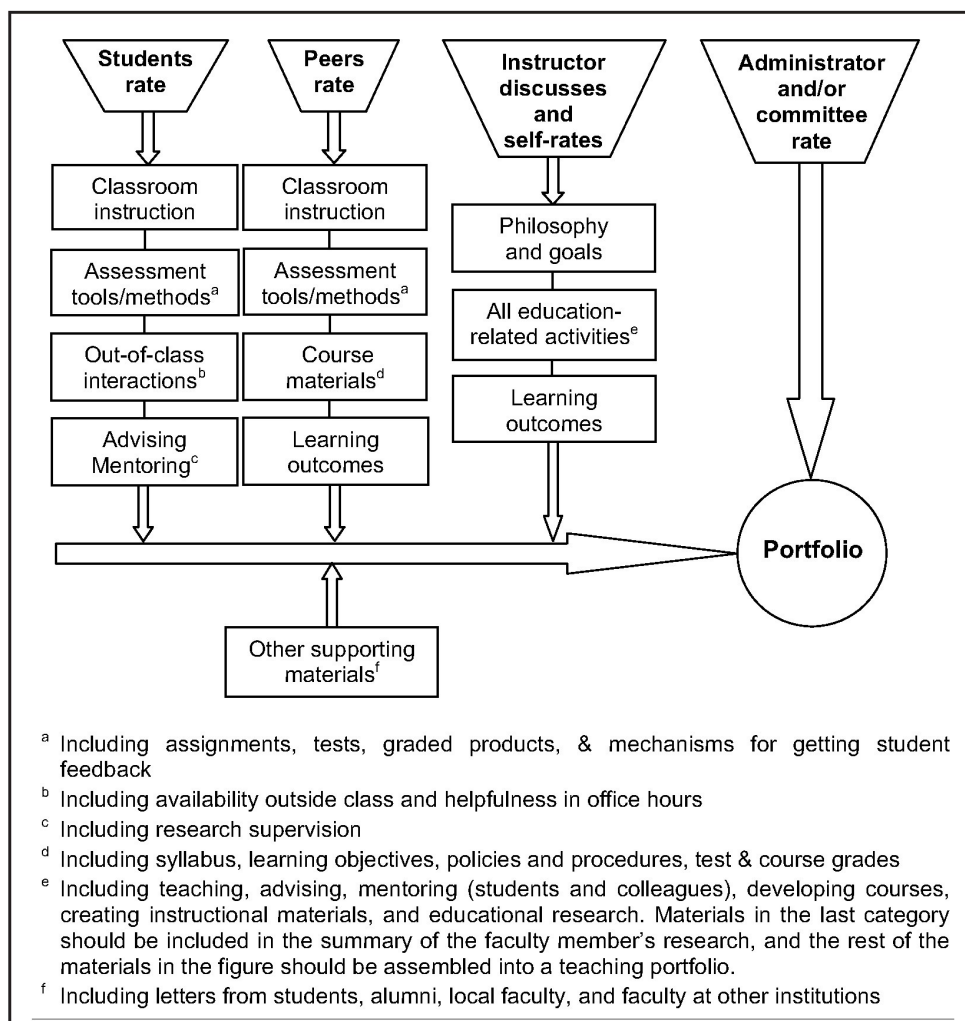 Students
rate
Peers
rate
Instructor
discusses
and
self-rates
Administrator
and/or
committee
rate
Classroom
instruction
Assessment
tools/methodsᵃ
Out-of-class
interactionsᵇ
Advising
Mentoringᶜ
Classroom
instruction
Assessment
tools/methodsᵃ
Course
materialsᵈ
Learning
outcomes
Philosophy
and goals
All education-
related activitiesᵉ
Learning
outcomes
Portfolio
Other supporting
materialsᶠ
ᵃ Including assignments, tests, graded products, & mechanisms for getting student
feedback
ᵇ Including availability outside class and helpfulness in office hours
ᶜ Including research supervision
ᵈ Including syllabus, learning objectives, policies and procedures, test & course grades
ᵉ Including teaching, advising, mentoring (students and colleagues), developing courses,
creating instructional materials, and educational research. Materials in the last category
should be included in the summary of the faculty member's research, and the rest of the
materials in the figure should be assembled into a teaching portfolio.
ᶠ Including letters from students, alumni, local faculty, and faculty at other institutions